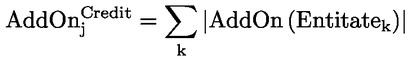 AddOn_j^Credit = ∑_k |AddOn (Entitate_k)|